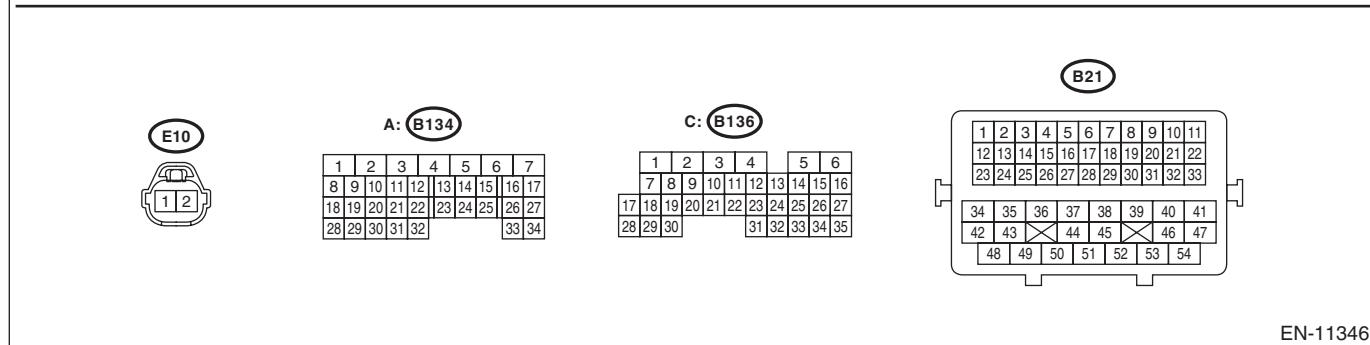 B21
E10
A: B134
C: B136
1 2
1 2 3 4 5 6 7
8 9 10 11 12 13 14 15 16 17
18 19 20 21 22 23 24 25 26 27
28 29 30 31 32 33 34
1 2 3 4 5 6
7 8 9 10 11 12 13 14 15 16
17 18 19 20 21 22 23 24 25 26 27
28 29 30 31 32 33 34 35
1 2 3 4 5 6 7 8 9 10 11
12 13 14 15 16 17 18 19 20 21 22
23 24 25 26 27 28 29 30 31 32 33
34 35 36 37 38 39 40 41
42 43 44 45 46 47
48 49 50 51 52 53 54
EN-11346